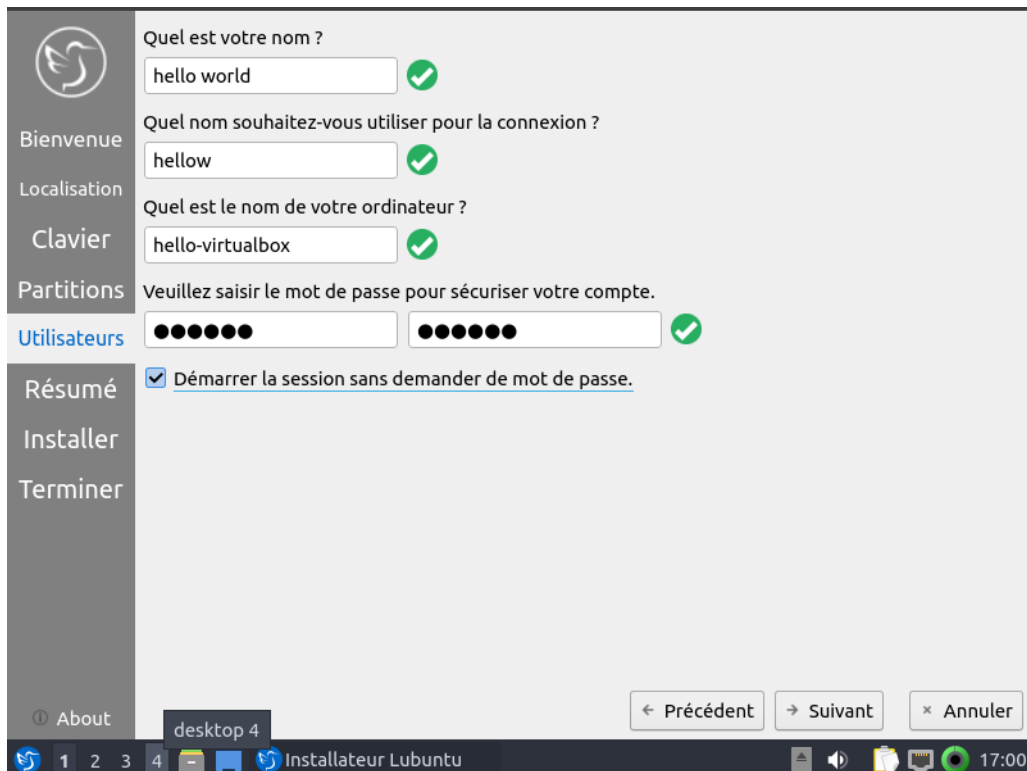 Quel est votre nom ?
hello world
Quel nom souhaitez-vous utiliser pour la connexion ?
hellow
Quel est le nom de votre ordinateur ?
hello-virtualbox
Veuillez saisir le mot de passe pour sécuriser votre compte.
●●●●●● ●●●●●●
Démarrer la session sans demander de mot de passe.
Bienvenue
Localisation
Clavier
Partitions
Utilisateurs
Résumé
Installer
Terminer
About
Précédent Suivant Annuler
desktop 4
1 2 3 4 Installateur Lubuntu 17:00